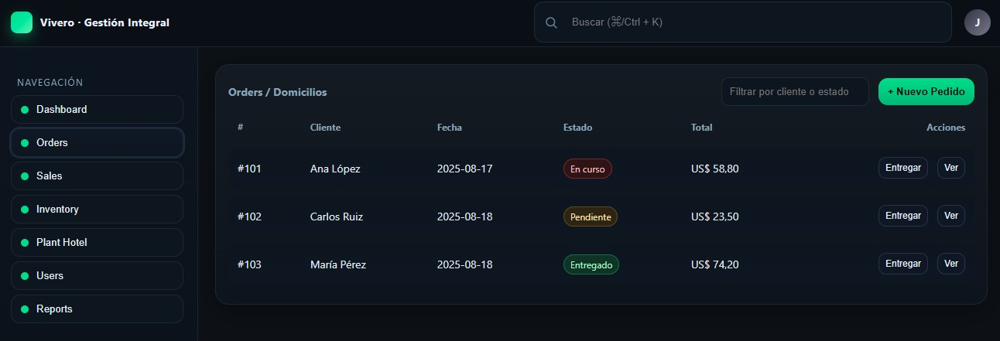 Vivero · Gestión Integral
Buscar (⌘/Ctrl + K)
J
NAVEGACIÓN
Dashboard
Orders
Sales
Inventory
Plant Hotel
Users
Reports
Orders / Domicilios
Filtrar por cliente o estado
+ Nuevo Pedido
# Cliente Fecha Estado Total Acciones
#101 Ana López 2025-08-17 En curso US$ 58,80 Entregar Ver
#102 Carlos Ruiz 2025-08-18 Pendiente US$ 23,50 Entregar Ver
#103 María Pérez 2025-08-18 Entregado US$ 74,20 Entregar Ver